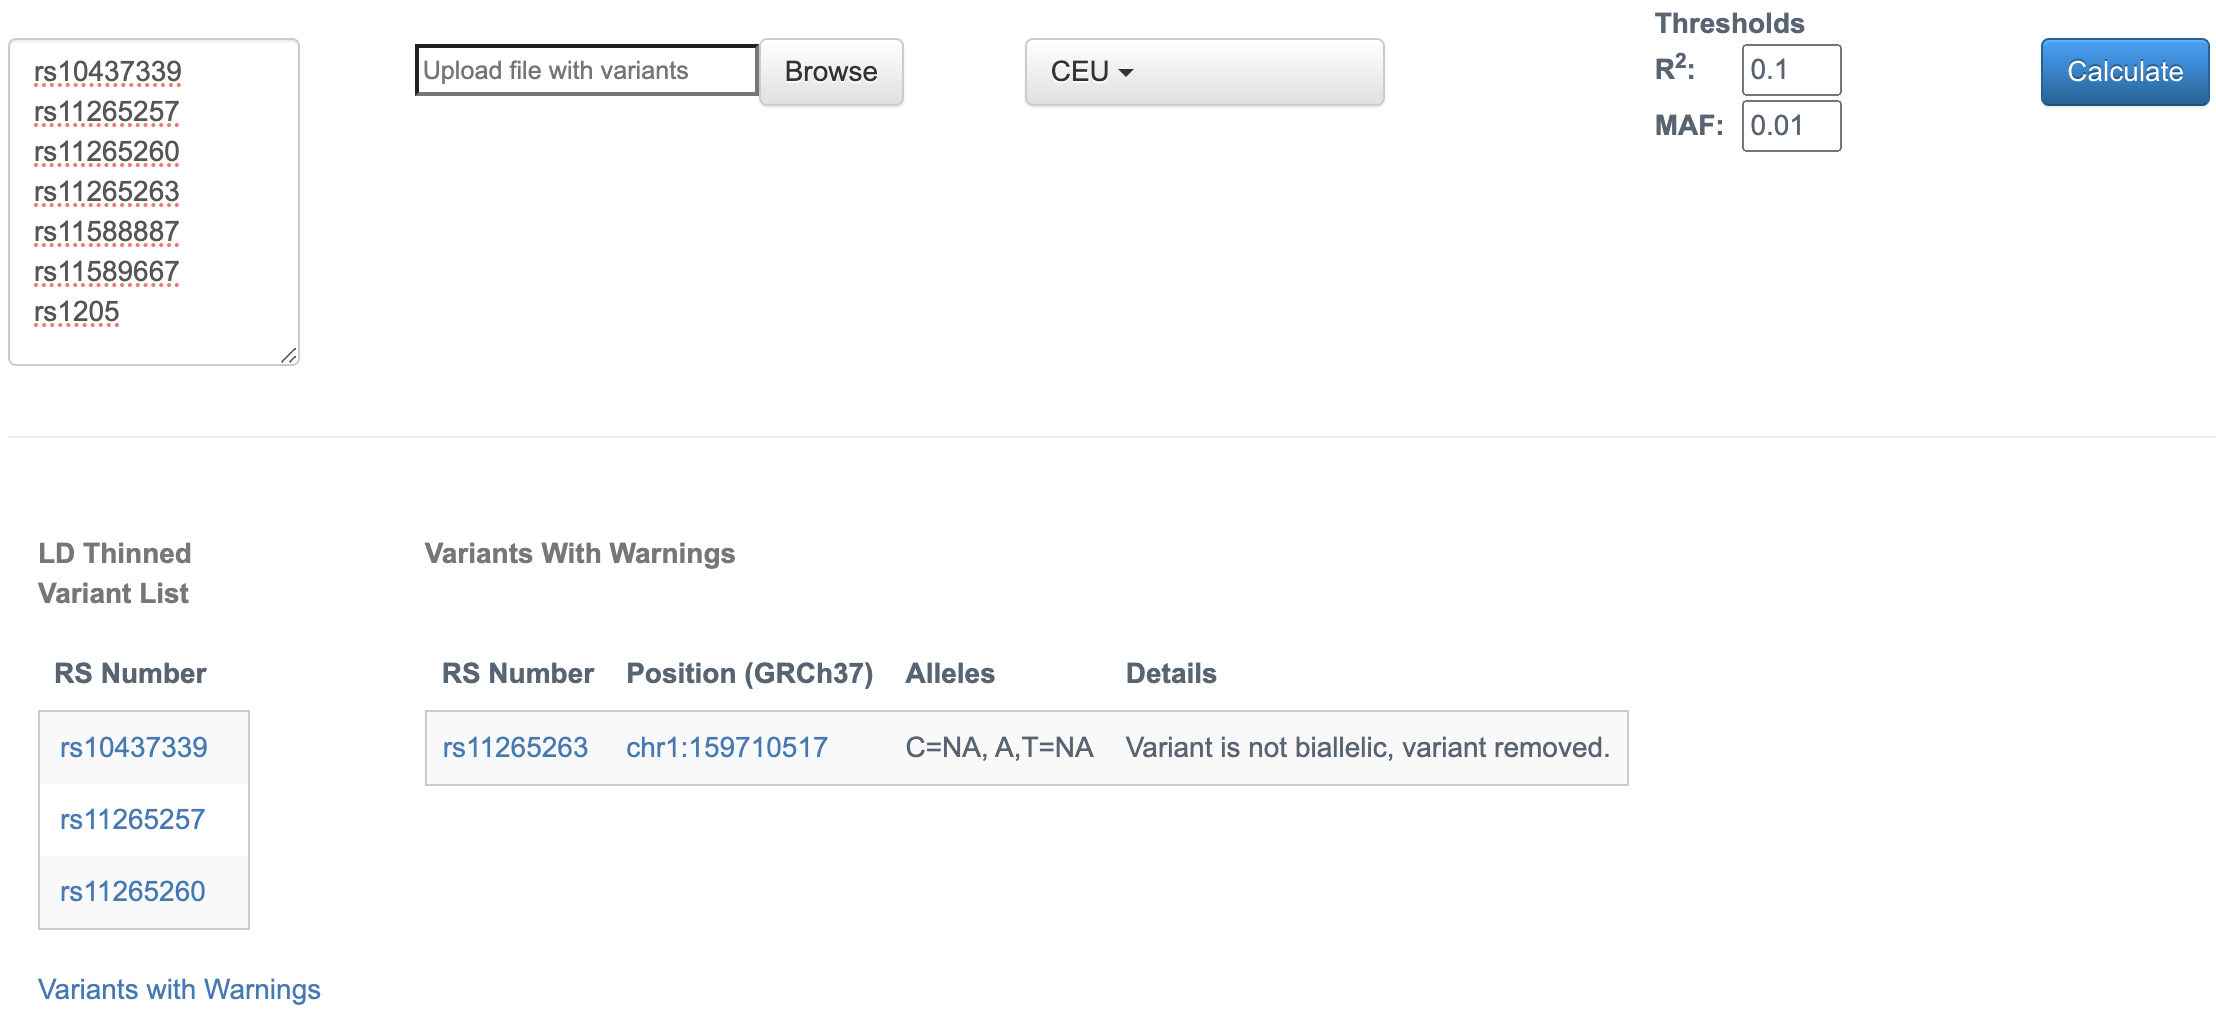 rs10437339
rs11265257
rs11265260
rs11265263
rs11588887
rs11589667
rs1205
Upload file with variants Browse
CEU
Thresholds
R²: 0.1
MAF: 0.01
Calculate
LD Thinned
Variant List
RS Number
rs10437339
rs11265257
rs11265260
Variants with Warnings
Variants With Warnings
RS Number Position (GRCh37) Alleles Details
rs11265263 chr1:159710517 C=NA, A,T=NA Variant is not biallelic, variant removed.